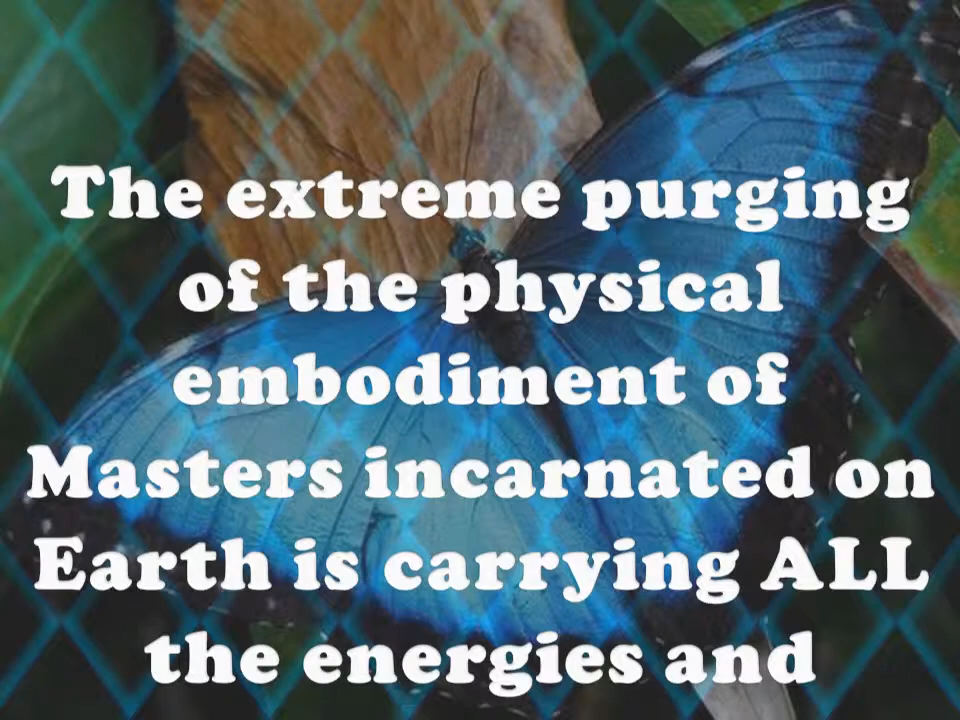 The extreme purging
of the physical
embodiment of
Masters incarnated on
Earth is carrying ALL
the energies and